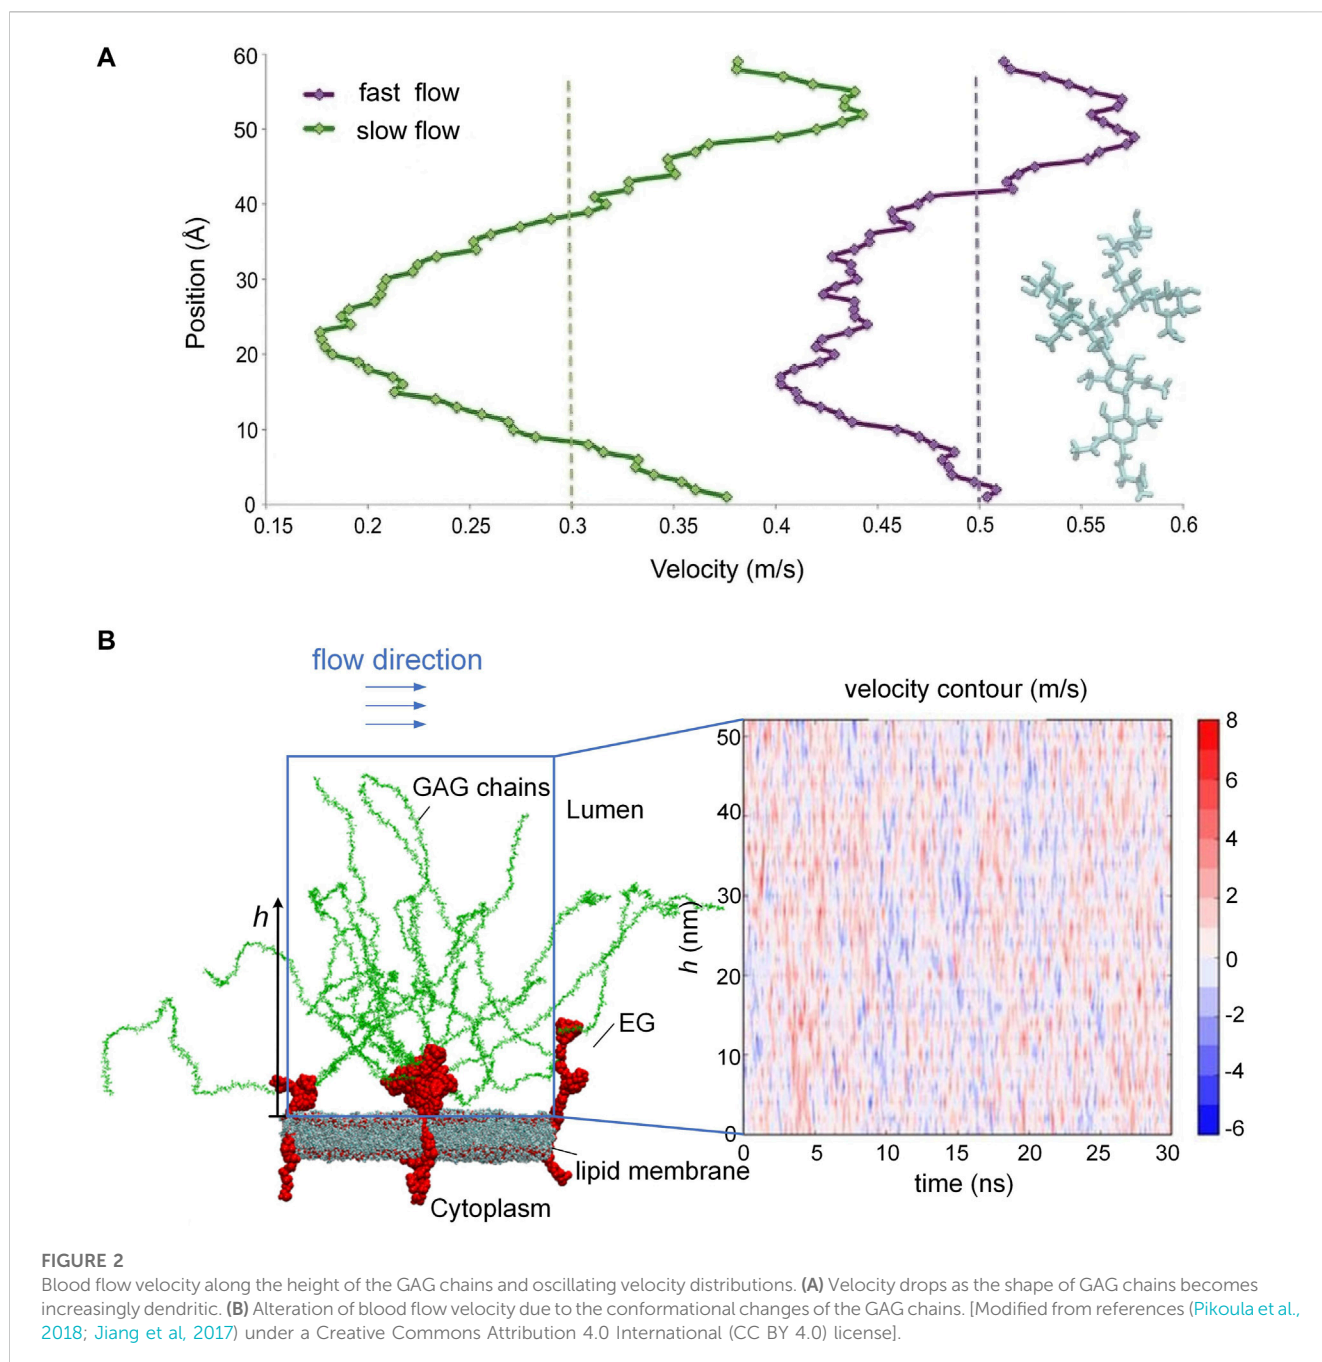 A
60
50
40
30
20
10
0
Position (Å)
fast flow
slow flow
0.15 0.2 0.25 0.3 0.35 0.4 0.45 0.5 0.55 0.6
Velocity (m/s)
B
flow direction
GAG chains
Lumen
h
EG
lipid membrane
Cytoplasm
velocity contour (m/s)
50
40
30
20
10
0
h (nm)
0 5 10 15 20 25 30
time (ns)
8
6
4
2
0
-2
-4
-6
FIGURE 2
Blood flow velocity along the height of the GAG chains and oscillating velocity distributions. (A) Velocity drops as the shape of GAG chains becomes
increasingly dendritic. (B) Alteration of blood flow velocity due to the conformational changes of the GAG chains. [Modified from references (Pikoula et al.,
2018; Jiang et al, 2017) under a Creative Commons Attribution 4.0 International (CC BY 4.0) license].